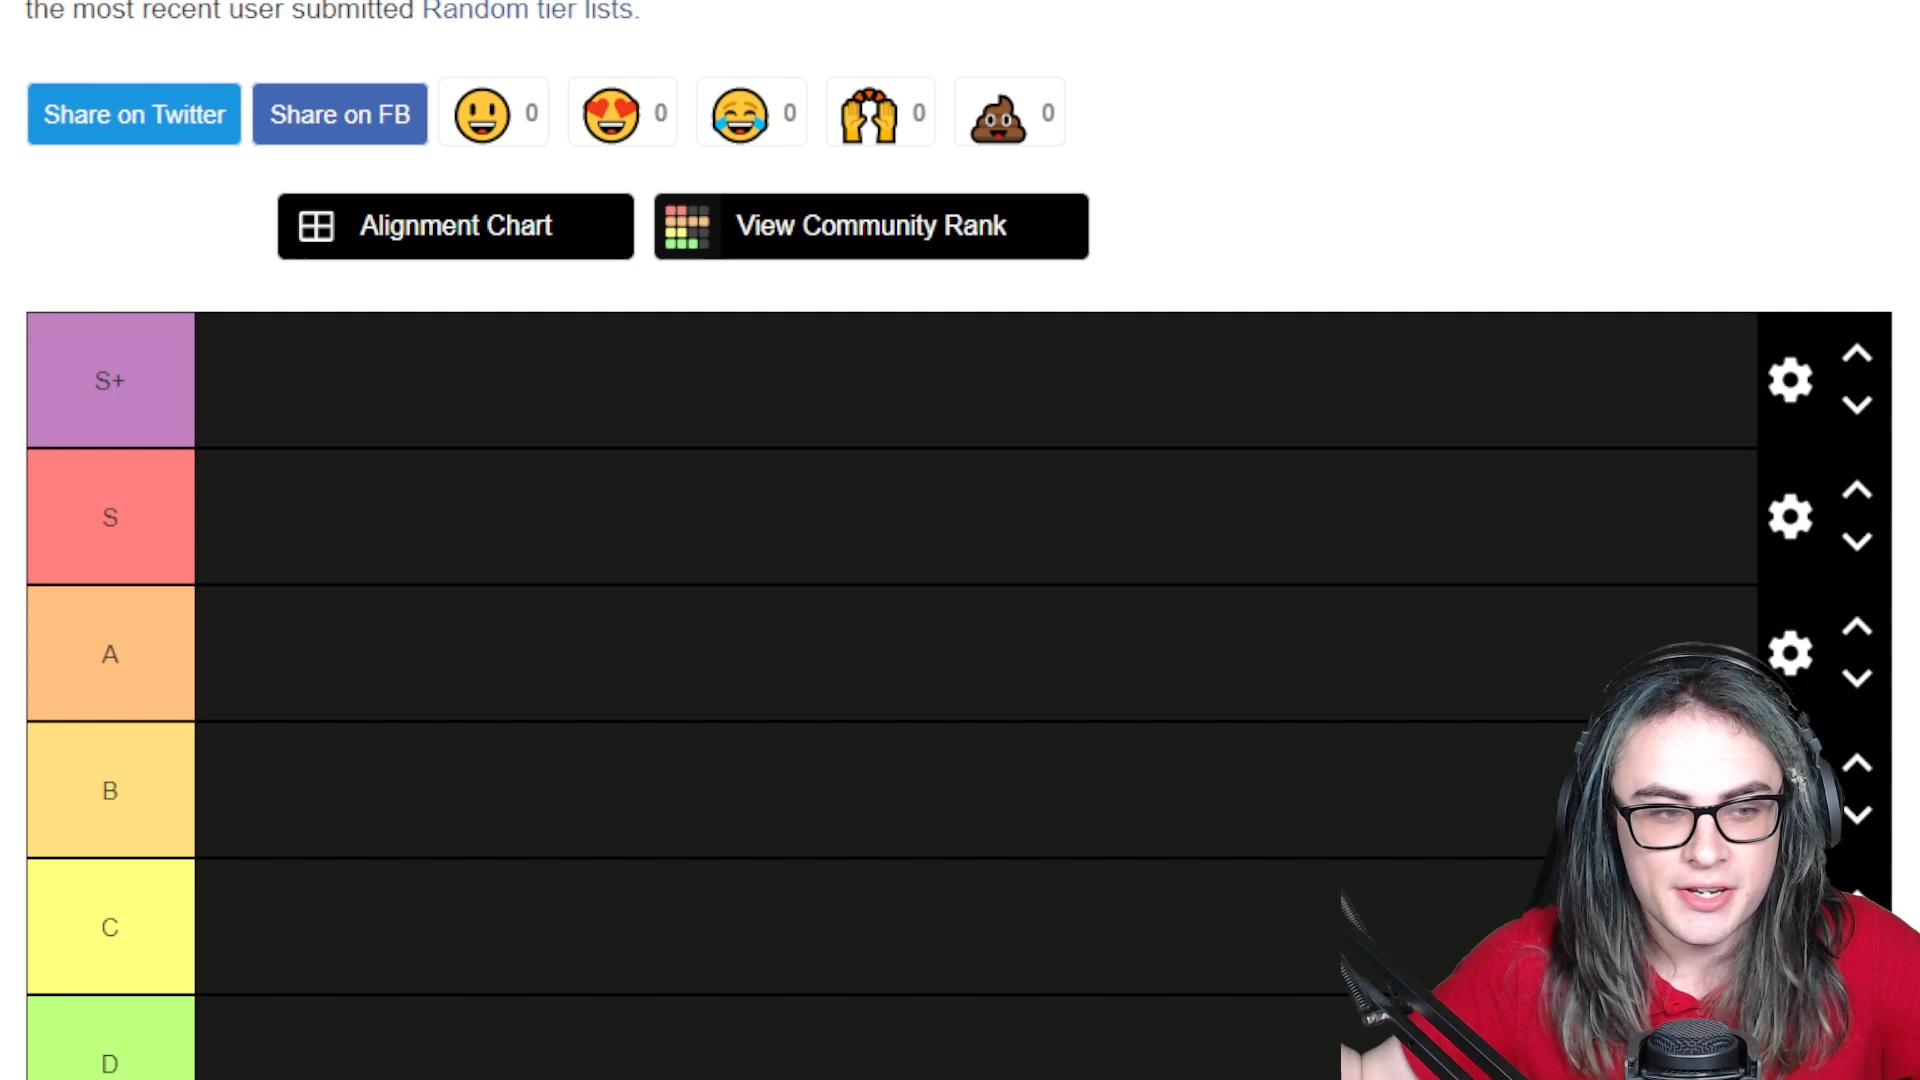 the most recent user submitted Random tier lists.
Share on Twitter
Share on FB
0
0
0
0
0
Alignment Chart
View Community Rank
S+
S
A
B
C
D